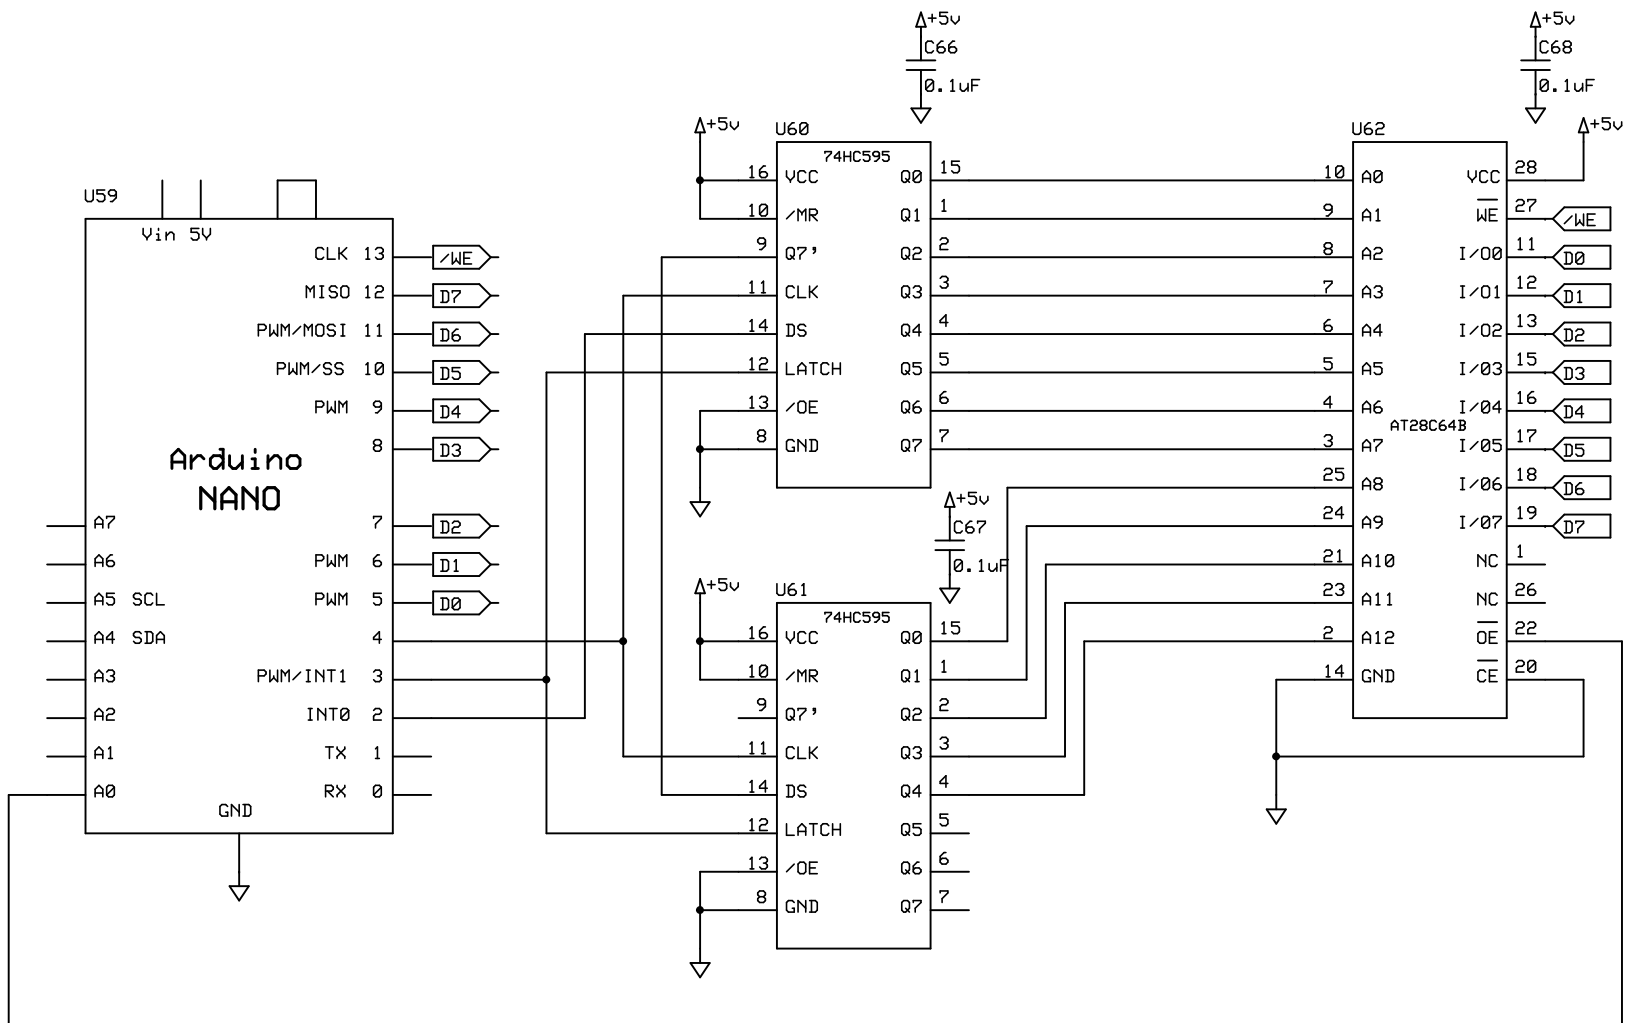 +5v
C66
0.1uF
+5v
C68
0.1uF
+5v
U60
74HC595
16 VCC Q0 15
10 /MR Q1 1
9 Q7' Q2 2
11 CLK Q3 3
14 DS Q4 4
12 LATCH Q5 5
13 /OE Q6 6
8 GND Q7 7
U62
+5v
10 A0 VCC 28
9 A1 WE 27 /WE
8 A2 I/O0 11 D0
7 A3 I/O1 12 D1
6 A4 I/O2 13 D2
5 A5 I/03 15 D3
4 A6 I/04 16 D4
AT28C64B
3 A7 I/05 17 D5
25 A8 I/06 18 D6
24 A9 I/07 19 D7
21 A10 NC 1
23 A11 NC 26
2 A12 OE 22
14 GND CE 20
U59
Vin 5V
CLK 13 /WE
MISO 12 D7
PWM/MOSI 11 D6
PWM/SS 10 D5
PWM 9 D4
8 D3
Arduino
NANO
A7 7 D2
A6 PWM 6 D1
A5 SCL PWM 5 D0
A4 SDA 4
A3 PWM/INT1 3
A2 INT0 2
A1 TX 1
A0 RX 0
GND
+5v
C67
0.1uF
+5v
U61
74HC595
16 VCC Q0 15
10 /MR Q1 1
9 Q7' Q2 2
11 CLK Q3 3
14 DS Q4 4
12 LATCH Q5 5
13 /OE Q6 6
8 GND Q7 7